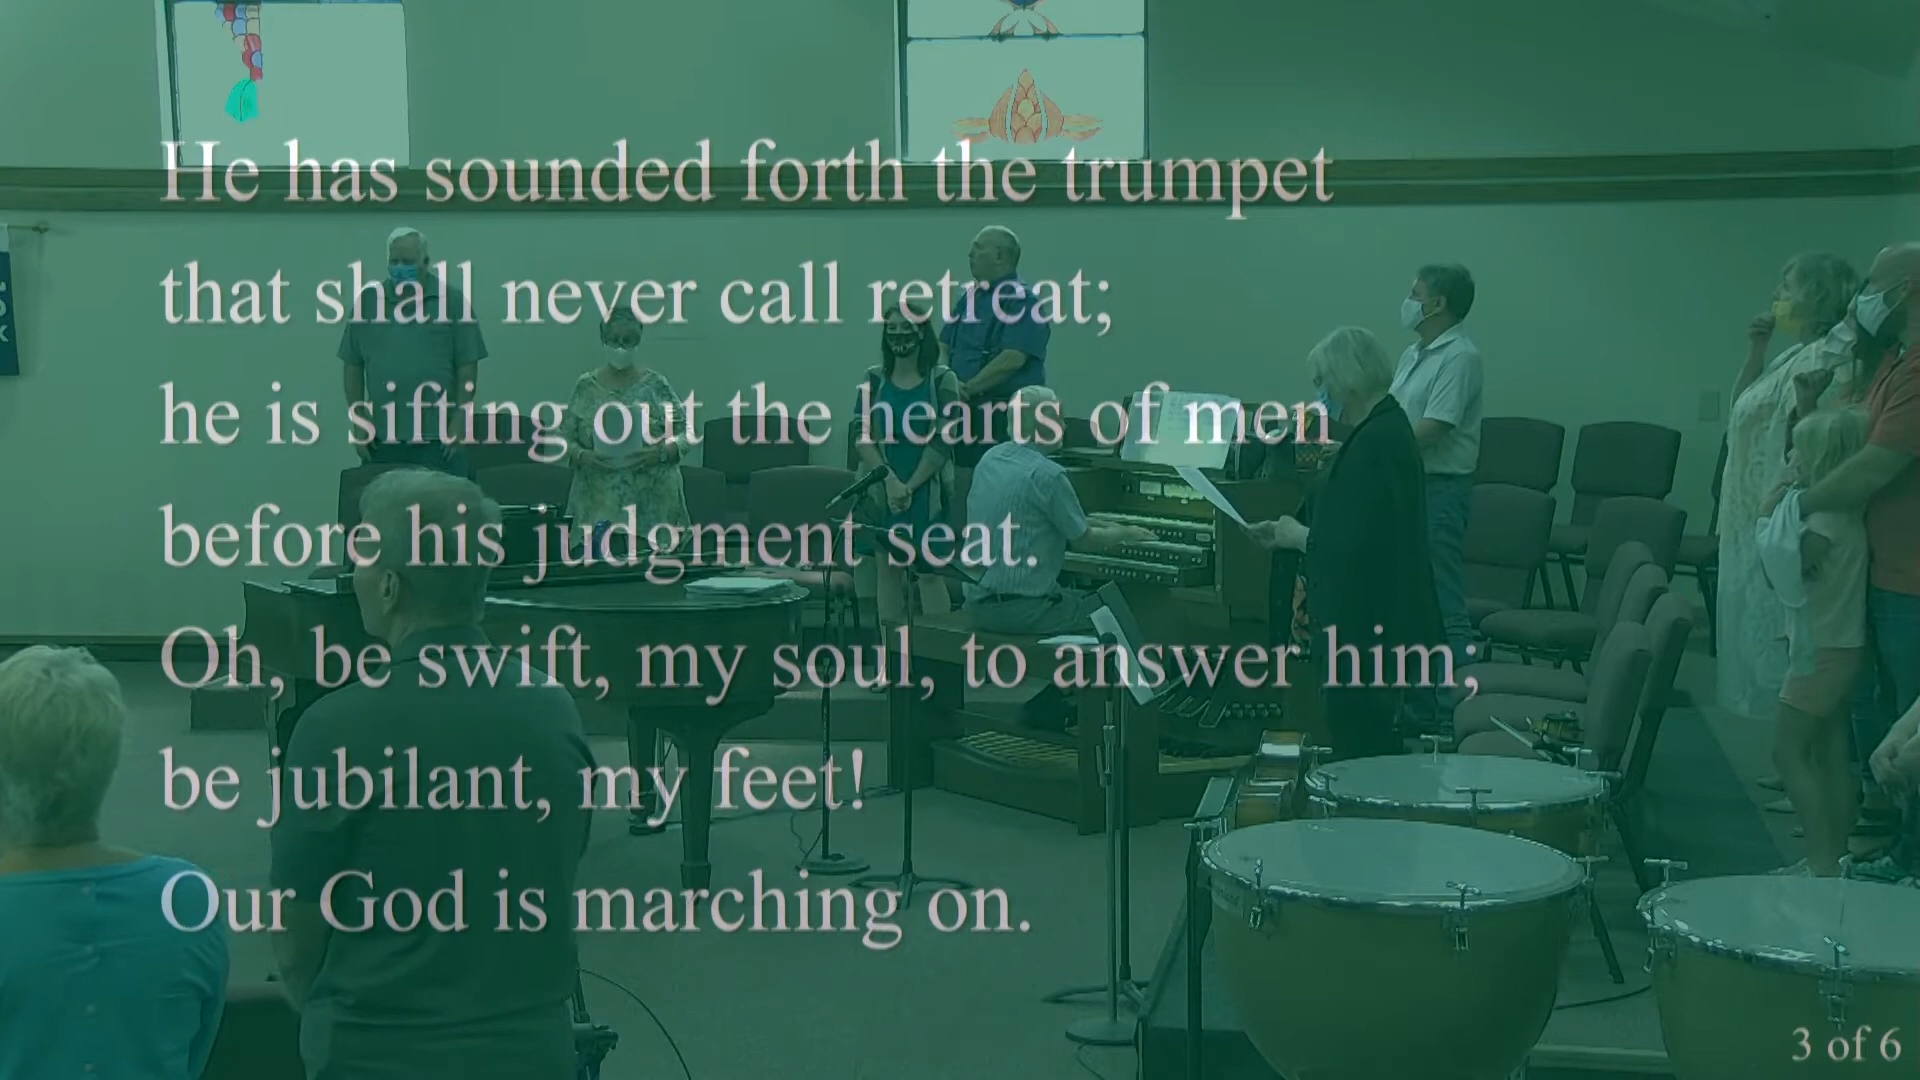 He has sounded forth the trumpet
that shall never call retreat;
he is sifting out the hearts of men
before his judgment seat.
Oh, be swift, my soul, to answer him;
be jubilant, my feet!
Our God is marching on.
3 of 6